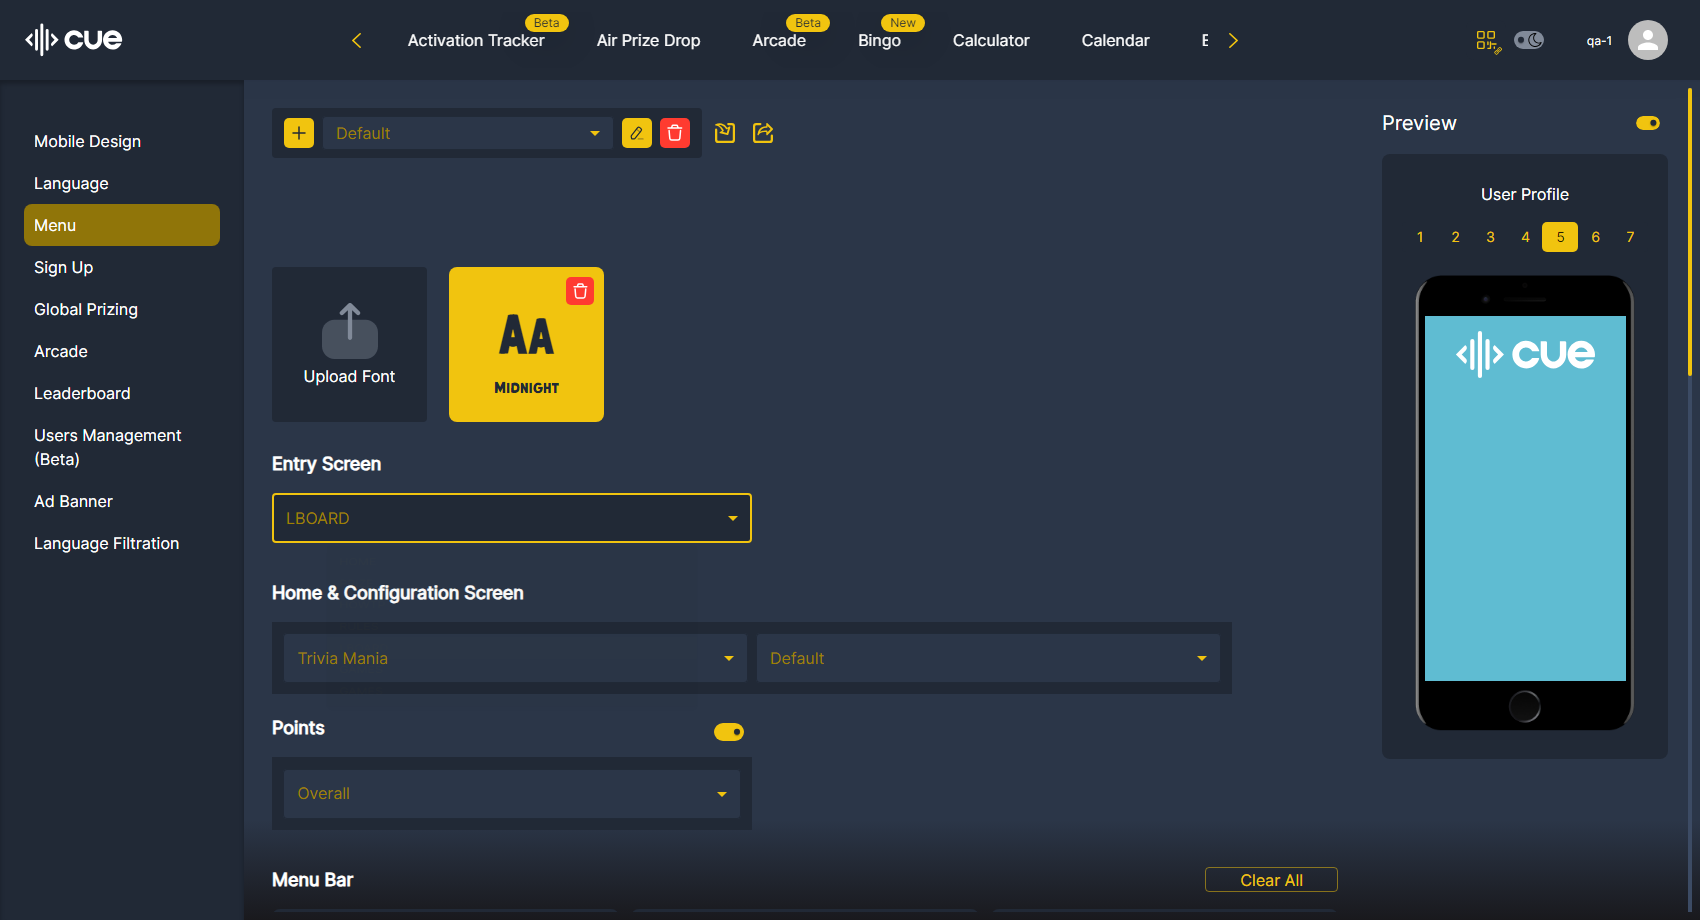 cue
Activation Tracker
Beta
Air Prize Drop
Arcade
Beta
Bingo
New
Calculator
Calendar
qa-1
Mobile Design
Language
Menu
Sign Up
Global Prizing
Arcade
Leaderboard
Users Management
(Beta)
Ad Banner
Language Filtration
Default
Upload Font
AA
MIDNIGHT
Entry Screen
LBOARD
Home & Configuration Screen
Trivia Mania
Default
Points
Overall
Menu Bar
Clear All
Preview
User Profile
1 2 3 4 5 6 7
cue